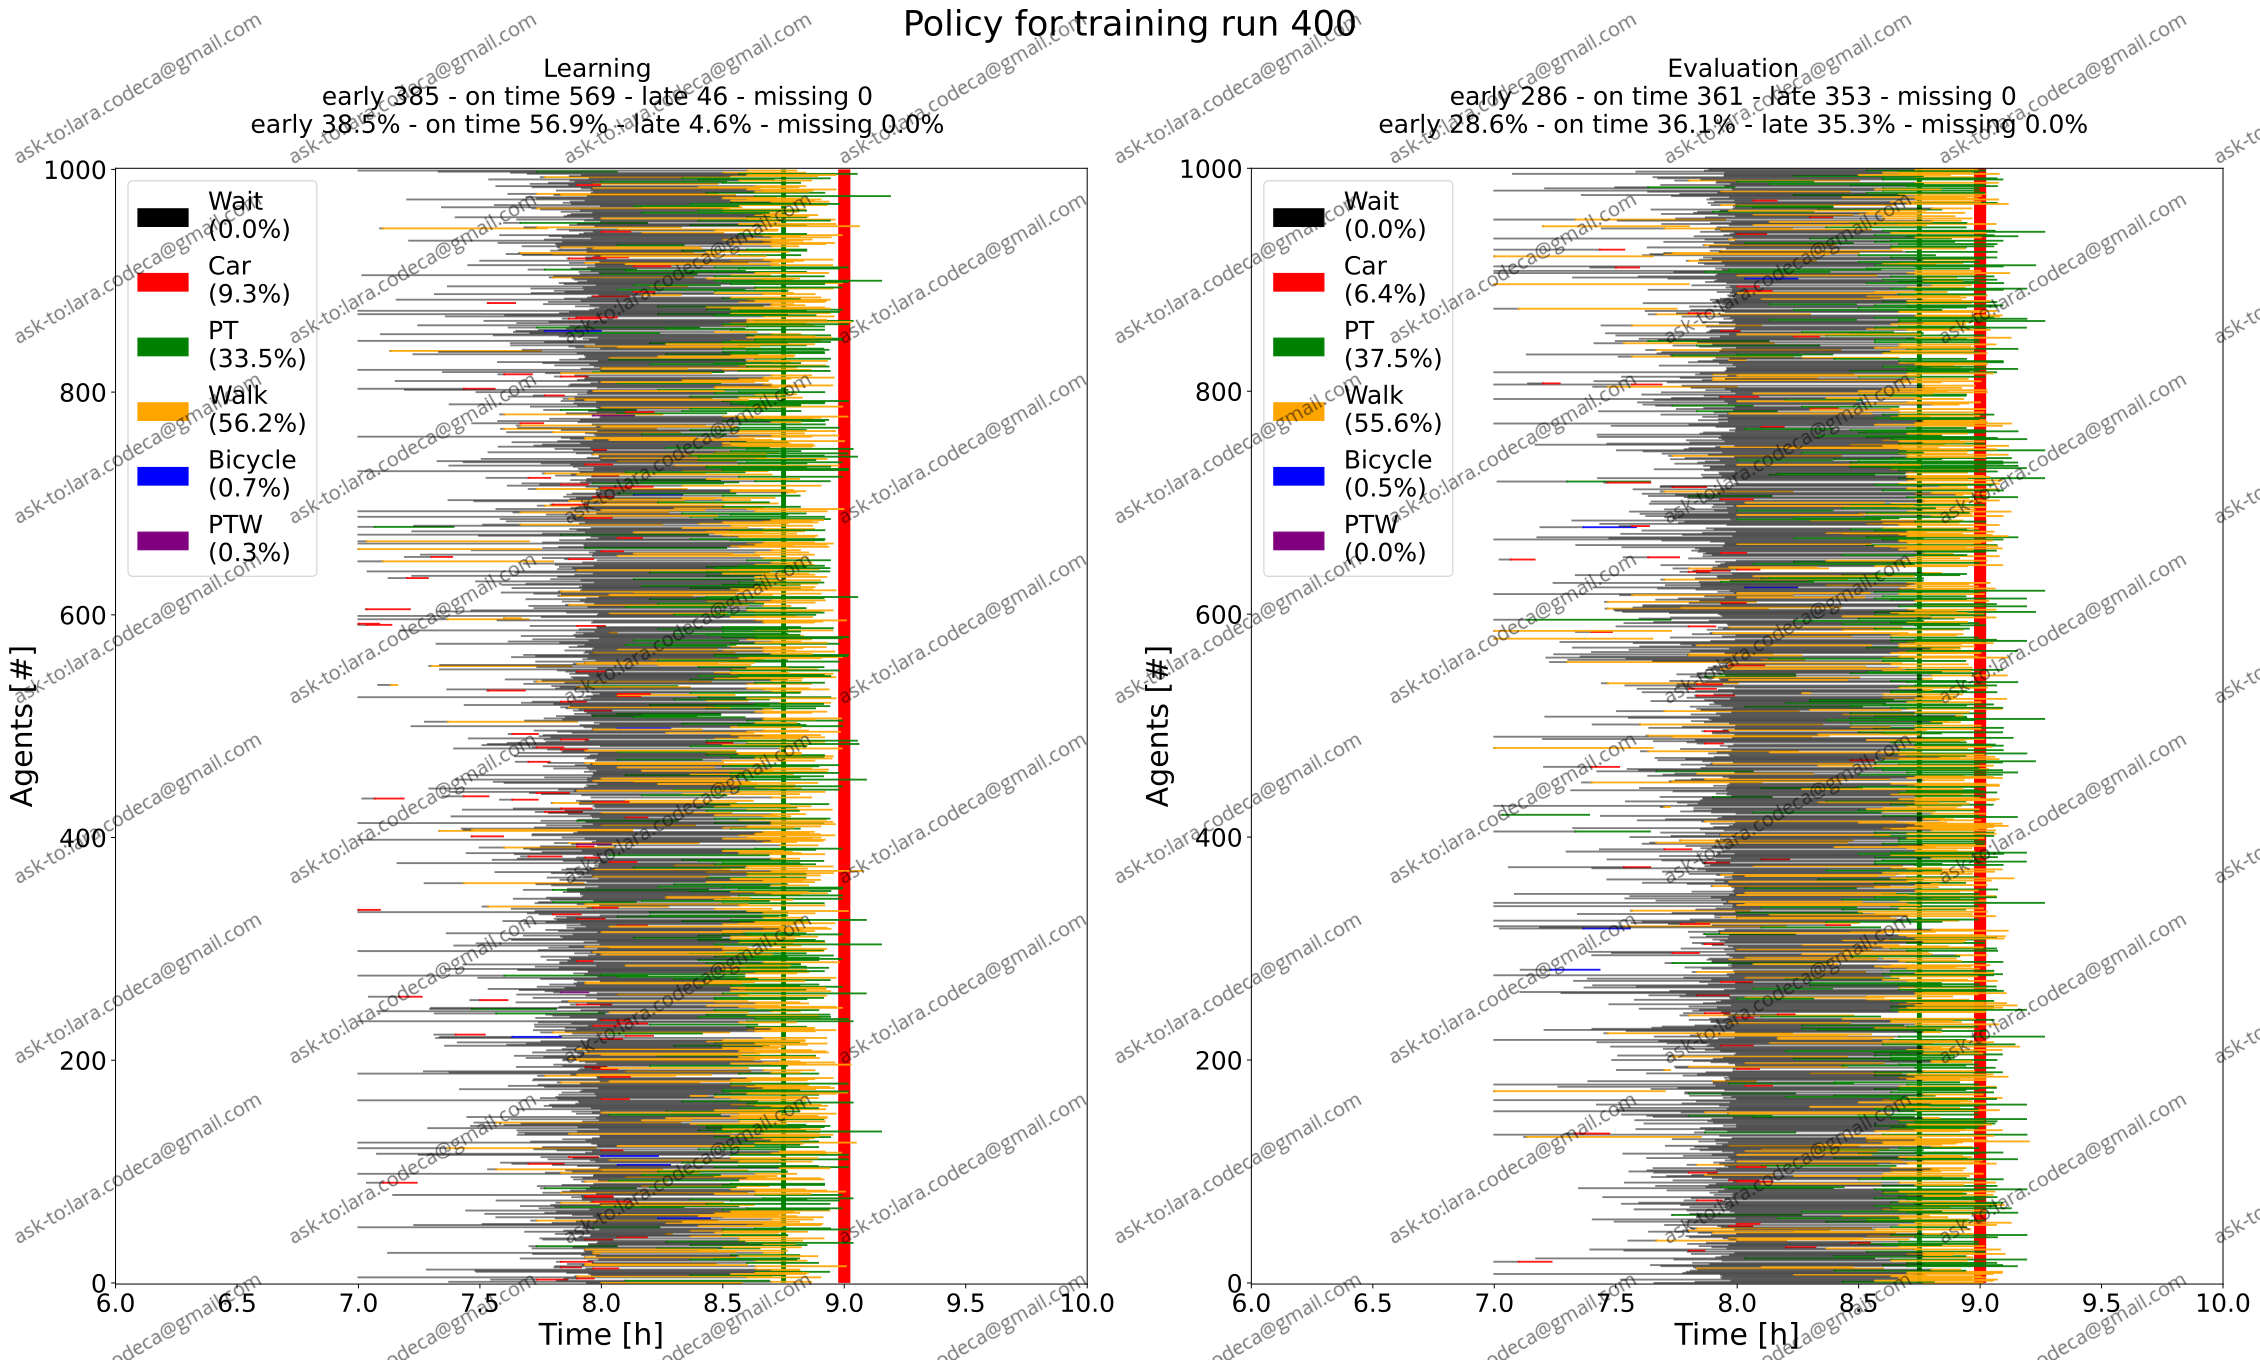 Policy for training run 400
Learning
early 385 - on time 569 - late 46 - missing 0
early 38.5% - on time 56.9% - late 4.6% - missing 0.0%
1000
800
600
400
200
0
Agents [#]
Wait
(0.0%)
Car
(9.3%)
PT
(33.5%)
Walk
(56.2%)
Bicycle
(0.7%)
PTW
(0.3%)
6.0 6.5 7.0 7.5 8.0 8.5 9.0 9.5 10.0
Time [h]
Evaluation
early 286 - on time 361 - late 353 - missing 0
early 28.6% - on time 36.1% - late 35.3% - missing 0.0%
1000
800
600
400
200
0
Agents [#]
Wait
(0.0%)
Car
(6.4%)
PT
(37.5%)
Walk
(55.6%)
Bicycle
(0.5%)
PTW
(0.0%)
6.0 6.5 7.0 7.5 8.0 8.5 9.0 9.5 10.0
Time [h]
ask-to:lara.codeca@gmail.com